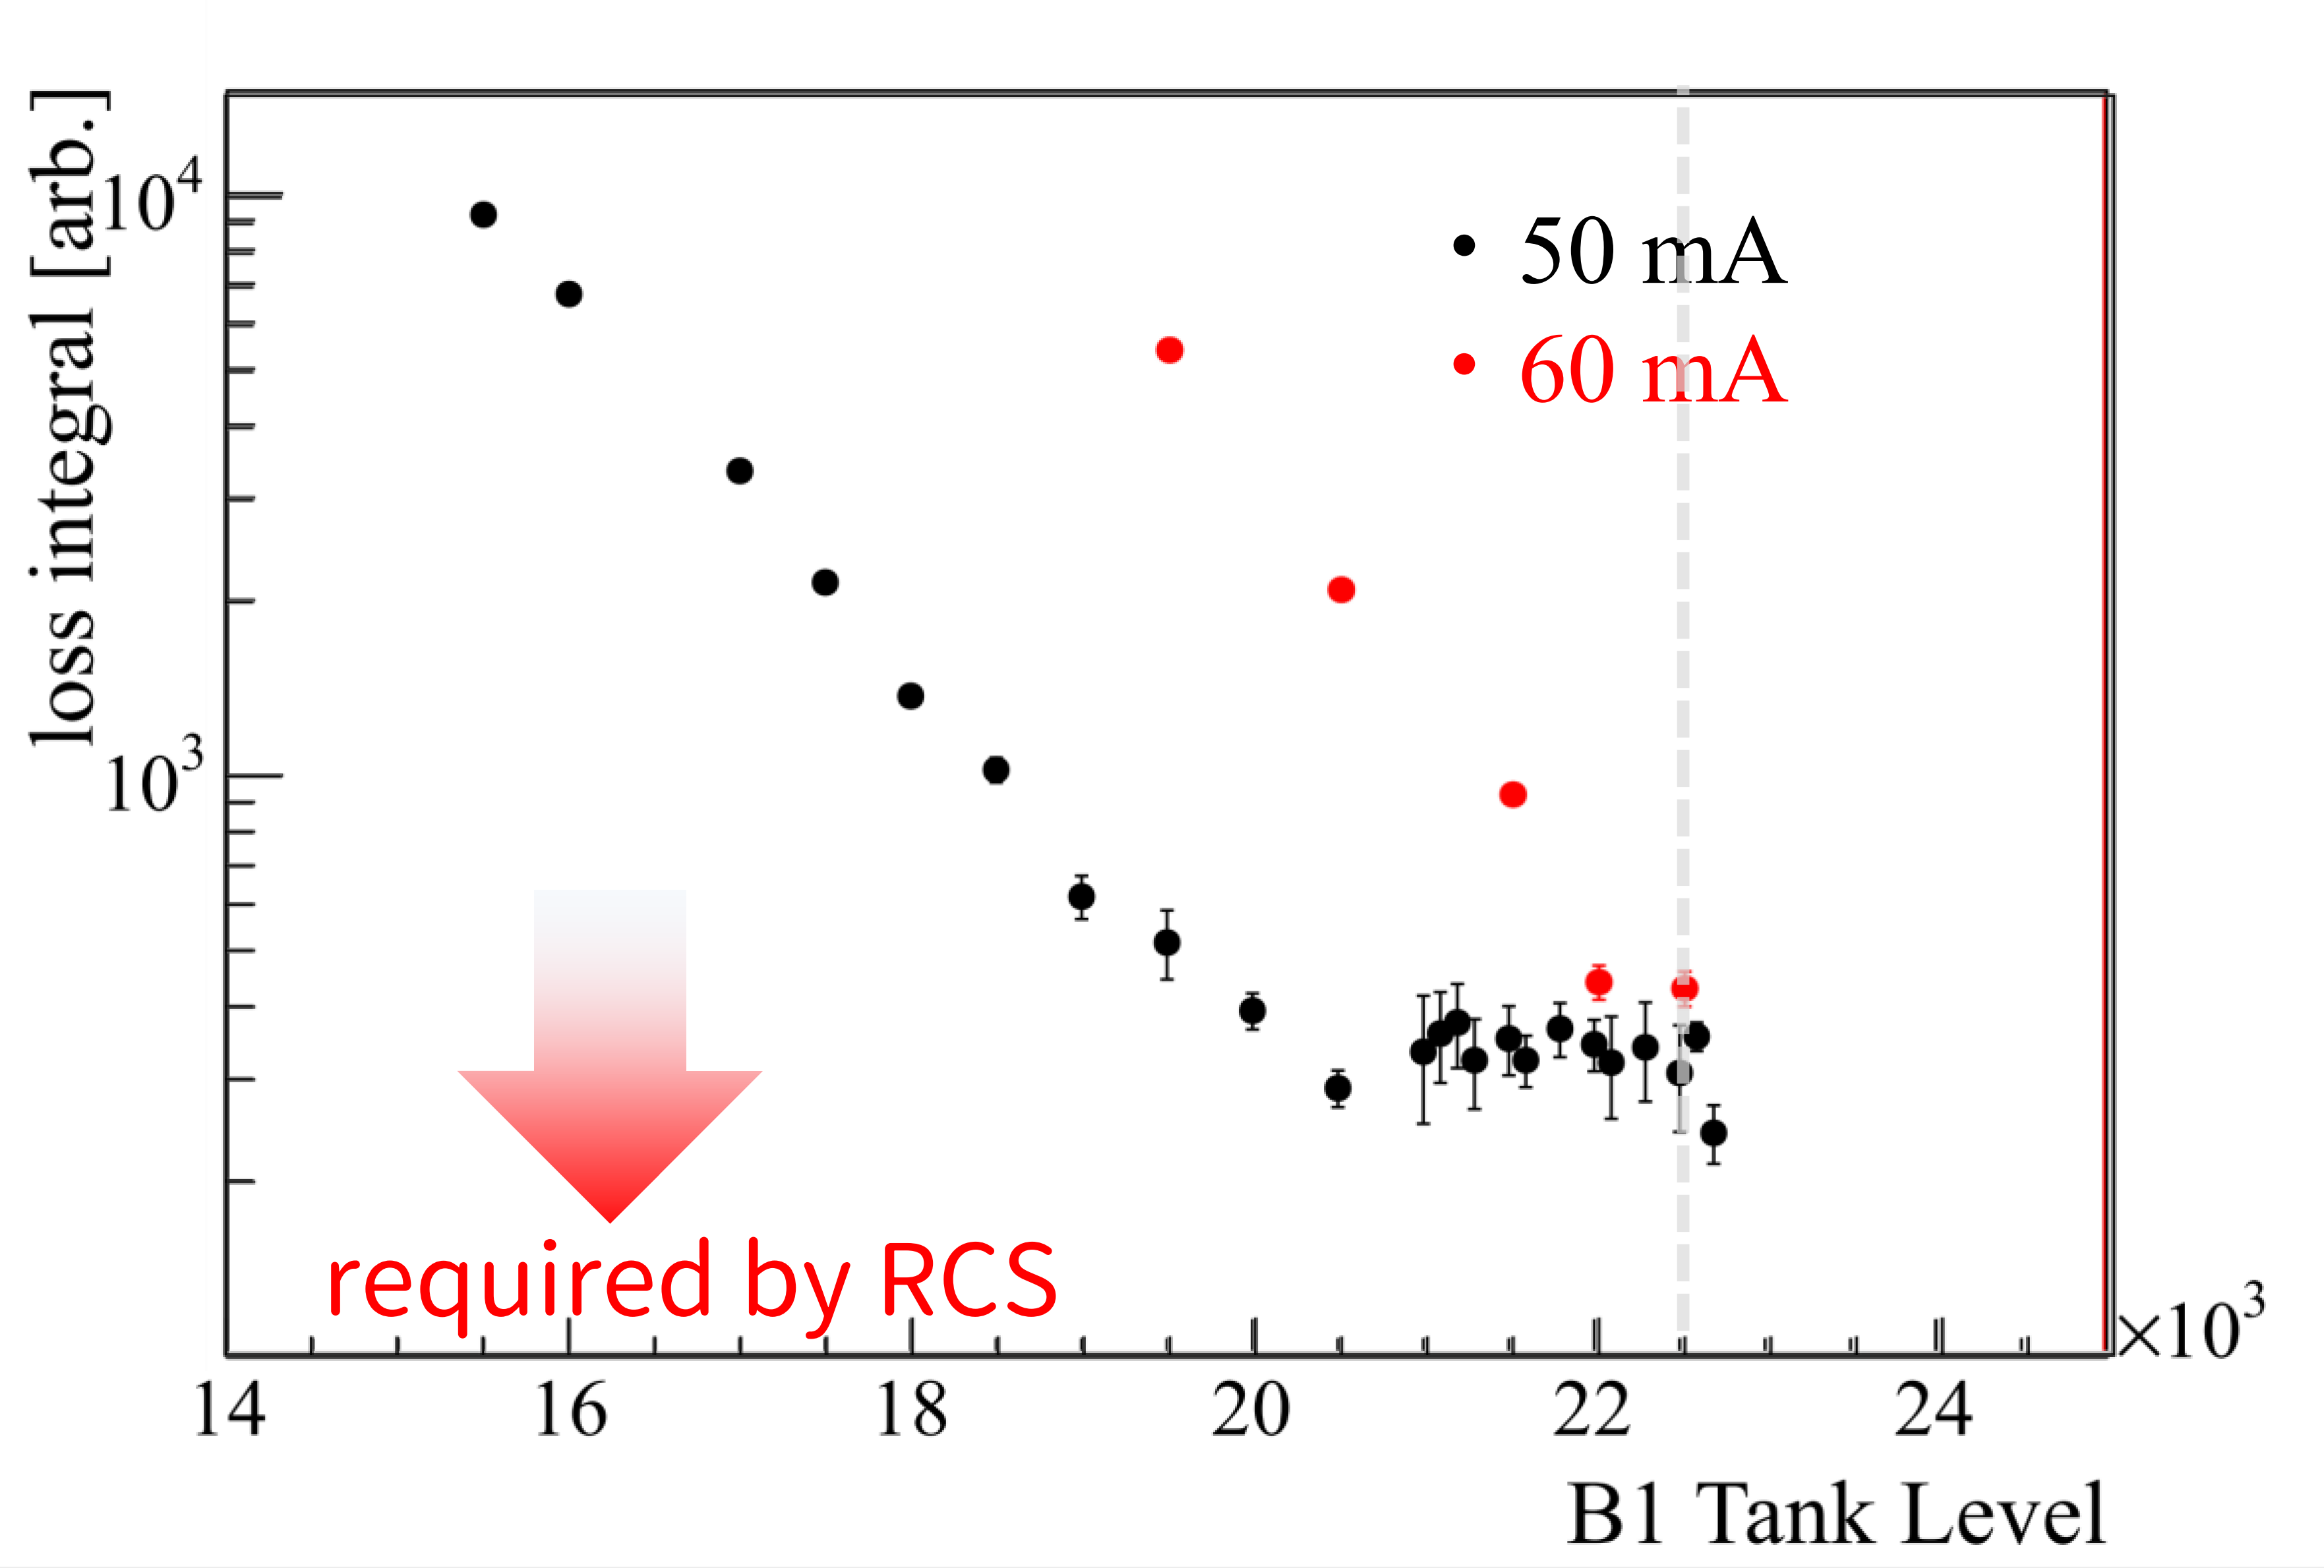 loss integral [arb.]
10⁴
10³
50 mA
60 mA
required by RCS
14 16 18 20 22 24
×10³
B1 Tank Level